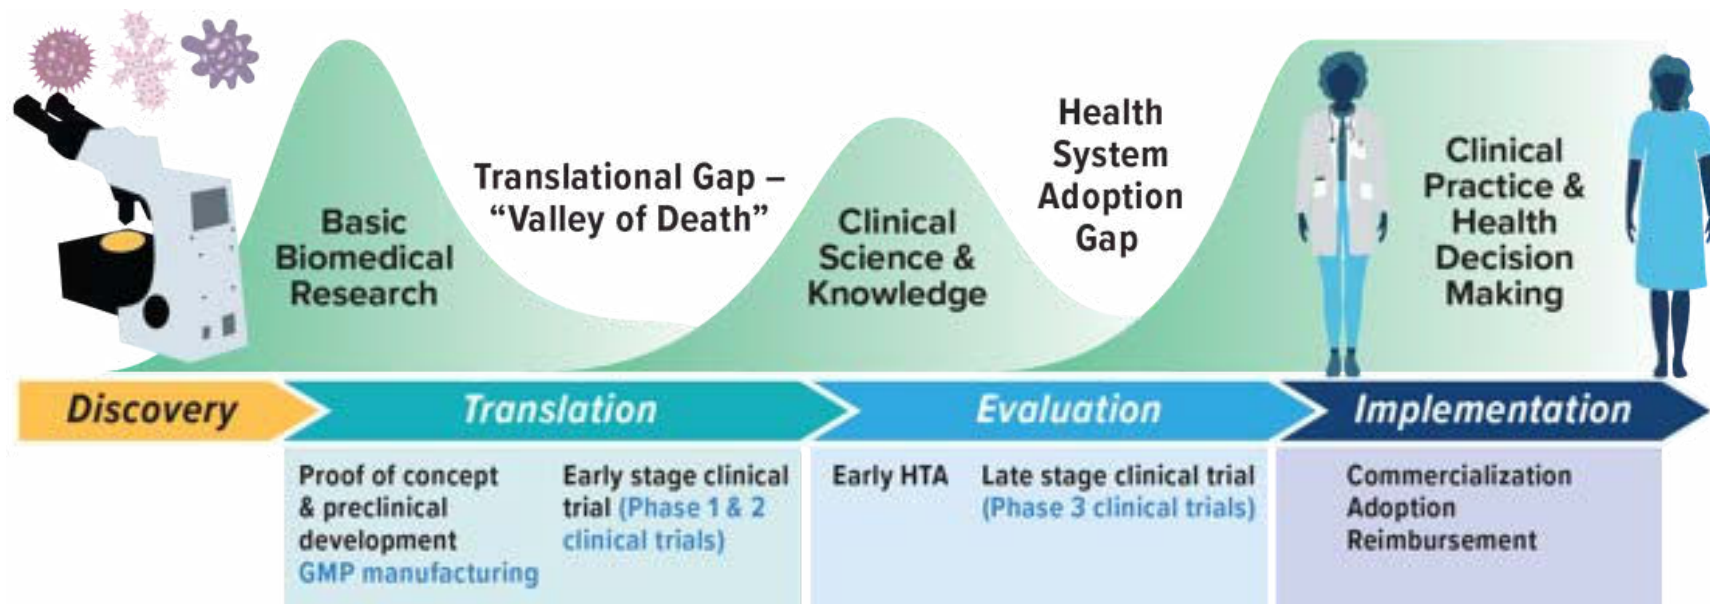 Basic
Biomedical
Research
Translational Gap –
“Valley of Death”
Clinical
Science &
Knowledge
Health
System
Adoption
Gap
Clinical
Practice &
Health
Decision
Making
Discovery
Translation
Evaluation
Implementation
Proof of concept
& preclinical
development
GMP manufacturing
Early stage clinical
trial (Phase 1 & 2
clinical trials)
Early HTA
Late stage clinical trial
(Phase 3 clinical trials)
Commercialization
Adoption
Reimbursement